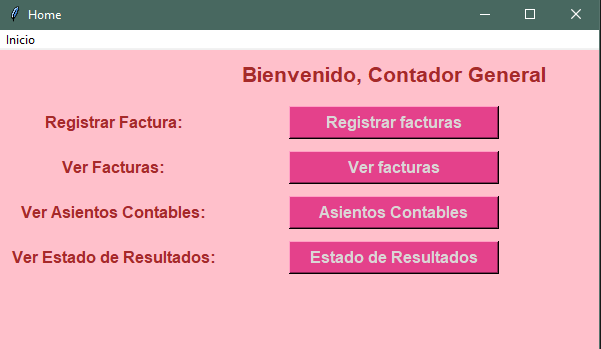 Home
Inicio
Bienvenido, Contador General
Registrar Factura: Registrar facturas
Ver Facturas: Ver facturas
Ver Asientos Contables: Asientos Contables
Ver Estado de Resultados: Estado de Resultados